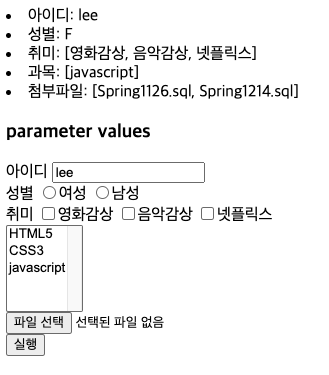 아이디: lee
성별: F
취미: [영화감상, 음악감상, 넷플릭스]
과목: [javascript]
첨부파일: [Spring1126.sql, Spring1214.sql]
parameter values
아이디 lee
성별 여성 남성
취미 영화감상 음악감상 넷플릭스
HTML5
CSS3
javascript
파일 선택 선택된 파일 없음
실행